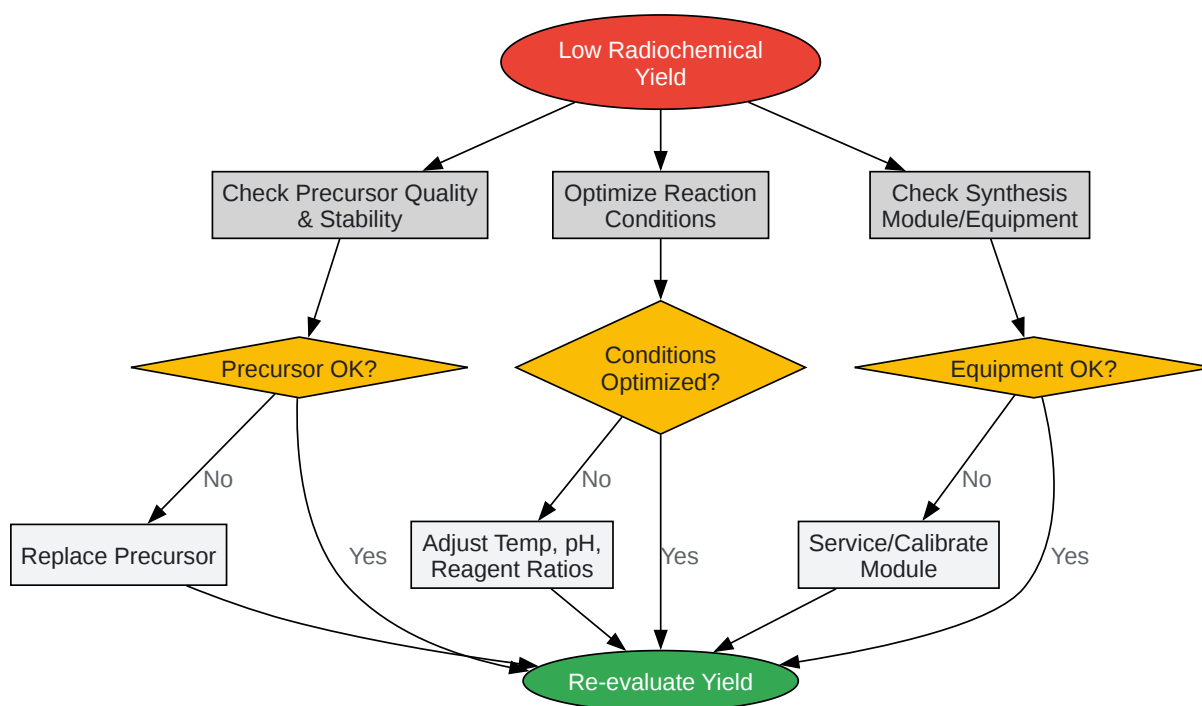 Low Radiochemical
Yield
Check Precursor Quality
& Stability
Optimize Reaction
Conditions
Check Synthesis
Module/Equipment
Precursor OK?
Conditions
Optimized?
Equipment OK?
No
No
No
Replace Precursor
Yes
Adjust Temp, pH,
Reagent Ratios
Yes
Service/Calibrate
Module
Yes
Re-evaluate Yield